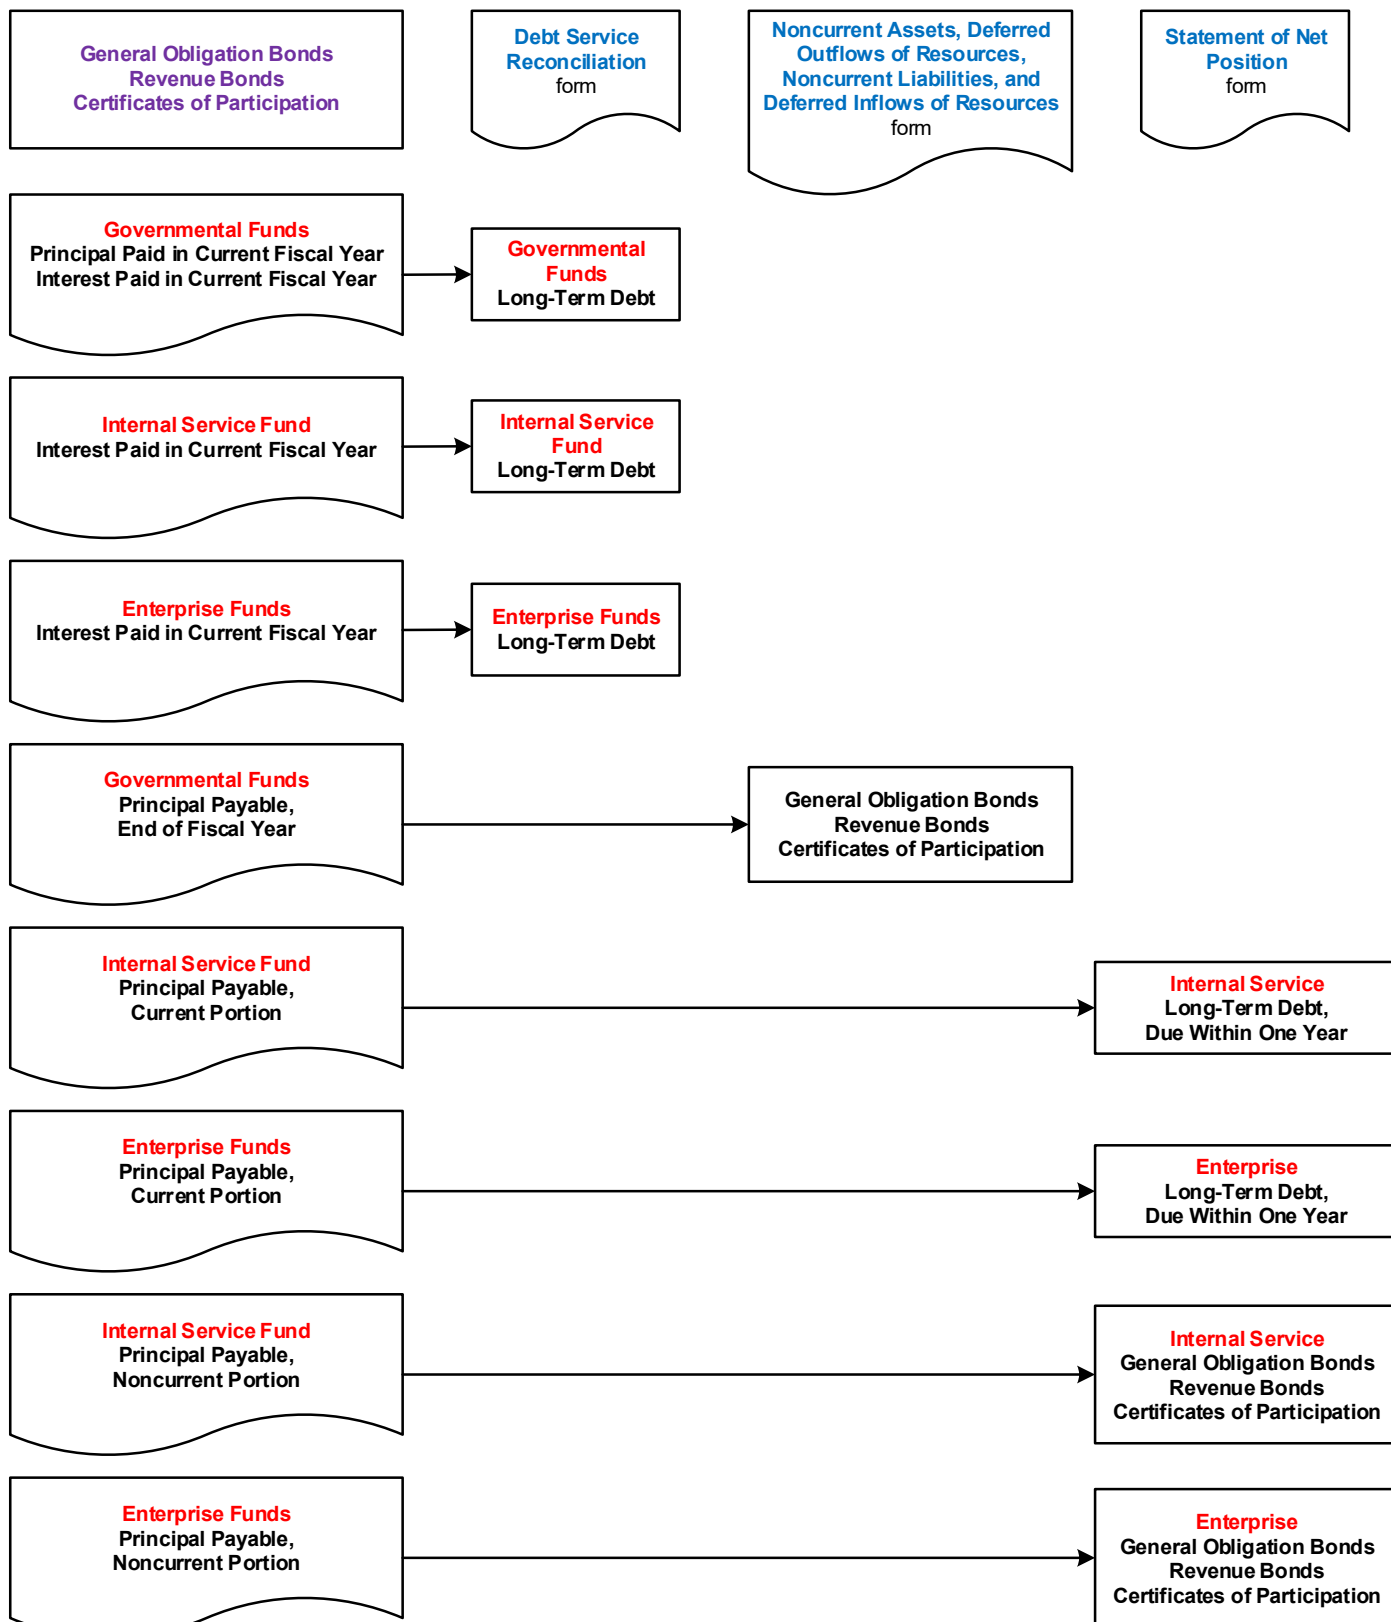 General Obligation Bonds
Revenue Bonds
Certificates of Participation
Debt Service
Reconciliation
form
Noncurrent Assets, Deferred
Outflows of Resources,
Noncurrent Liabilities, and
Deferred Inflows of Resources
form
Statement of Net
Position
form
Governmental Funds
Principal Paid in Current Fiscal Year
Interest Paid in Current Fiscal Year
Governmental
Funds
Long-Term Debt
Internal Service Fund
Interest Paid in Current Fiscal Year
Internal Service
Fund
Long-Term Debt
Enterprise Funds
Interest Paid in Current Fiscal Year
Enterprise Funds
Long-Term Debt
Governmental Funds
Principal Payable,
End of Fiscal Year
General Obligation Bonds
Revenue Bonds
Certificates of Participation
Internal Service Fund
Principal Payable,
Current Portion
Internal Service
Long-Term Debt,
Due Within One Year
Enterprise Funds
Principal Payable,
Current Portion
Enterprise
Long-Term Debt,
Due Within One Year
Internal Service Fund
Principal Payable,
Noncurrent Portion
Internal Service
General Obligation Bonds
Revenue Bonds
Certificates of Participation
Enterprise Funds
Principal Payable,
Noncurrent Portion
Enterprise
General Obligation Bonds
Revenue Bonds
Certificates of Participation